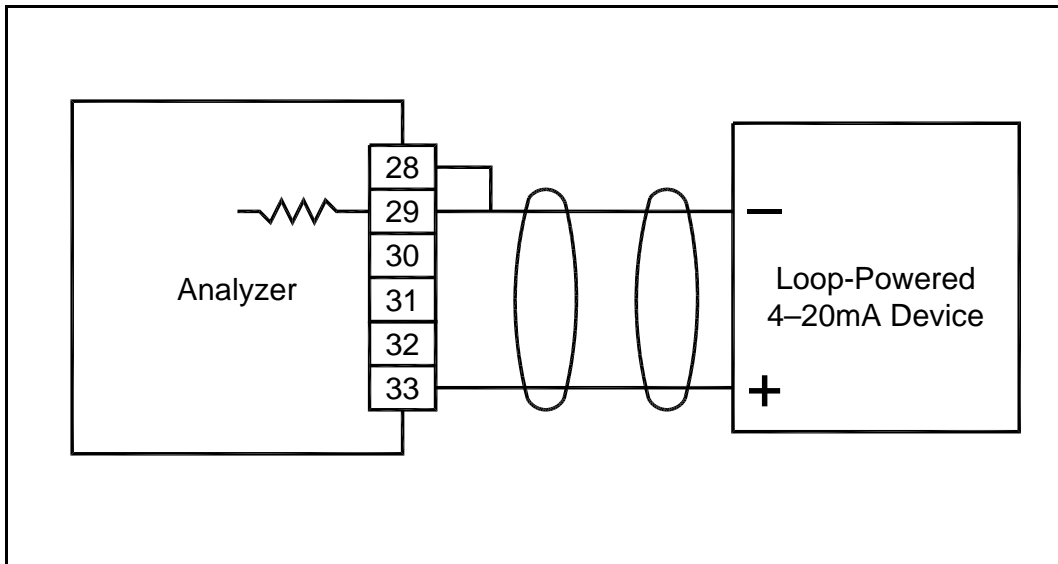 28
29
30
31
32
33
Analyzer
−
Loop-Powered
4–20mA Device
+